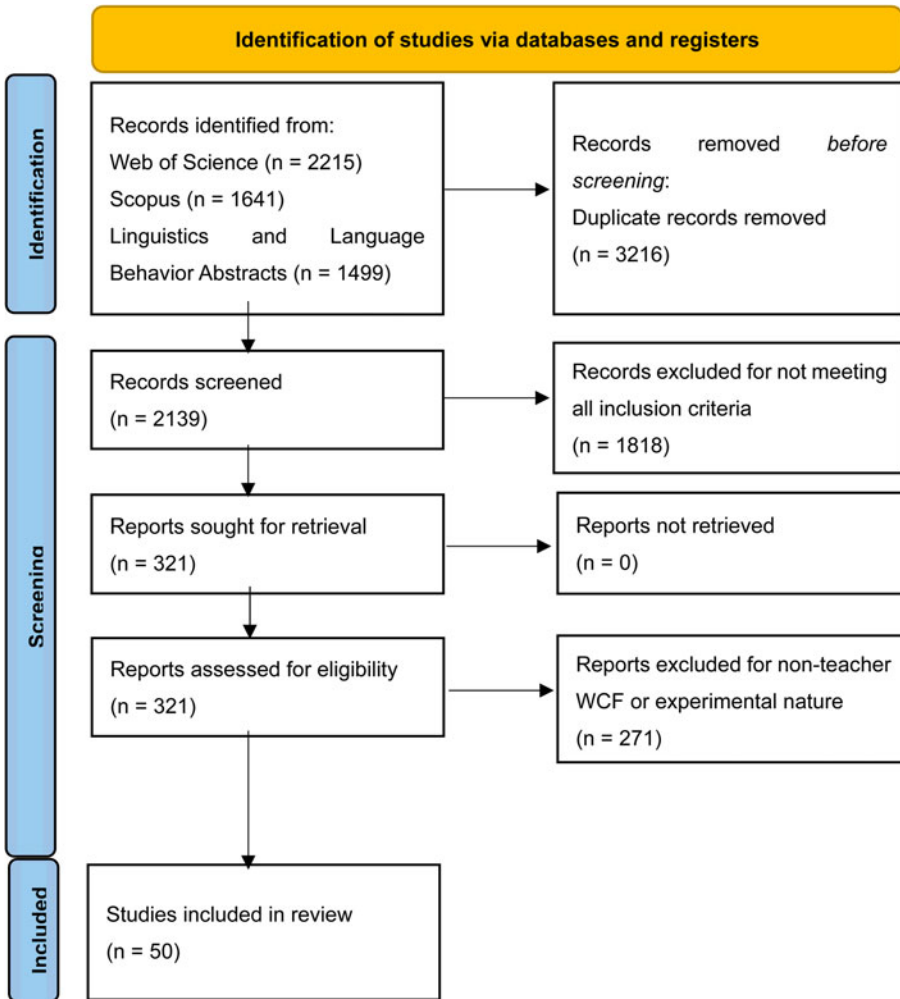 Identification of studies via databases and registers
Identification
Records identified from:
Web of Science (n = 2215)
Scopus (n = 1641)
Linguistics and Language
Behavior Abstracts (n = 1499)
Records removed before
screening:
Duplicate records removed
(n = 3216)
Screening
Records screened
(n = 2139)
Records excluded for not meeting
all inclusion criteria
(n = 1818)
Reports sought for retrieval
(n = 321)
Reports not retrieved
(n = 0)
Reports assessed for eligibility
(n = 321)
Reports excluded for non-teacher
WCF or experimental nature
(n = 271)
Included
Studies included in review
(n = 50)